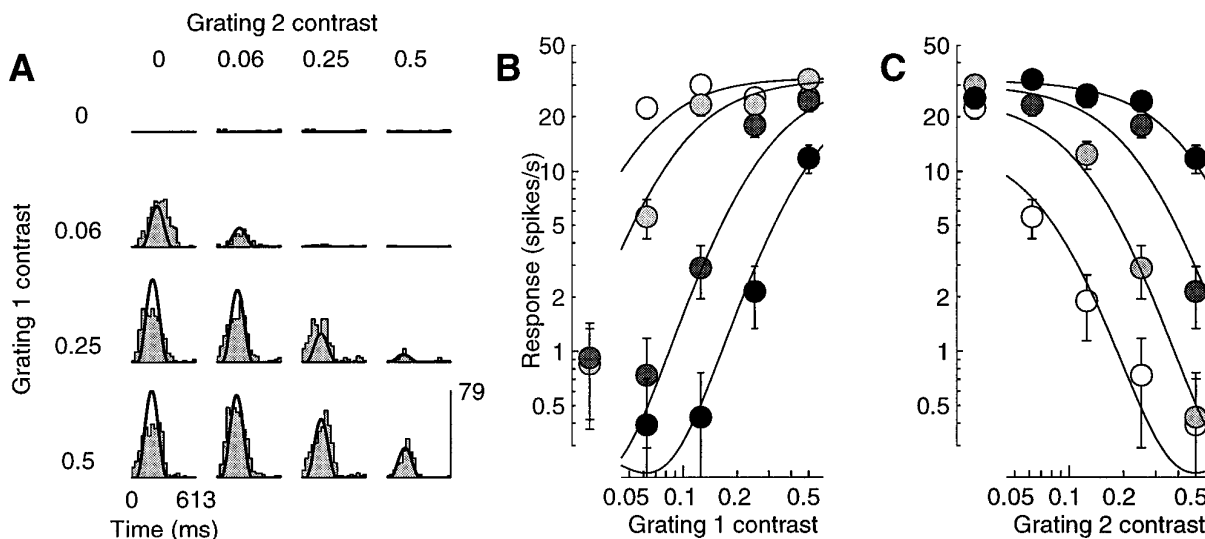 Grating 2 contrast
A
0 0.06 0.25 0.5
Grating 1 contrast
0
0.06
0.25
0.5
79
0 613
Time (ms)
B
Response (spikes/s)
50
20
10
5
2
1
0.5
0.05 0.1 0.2 0.5
Grating 1 contrast
C
50
20
10
5
2
1
0.5
0.05 0.1 0.2 0.5
Grating 2 contrast